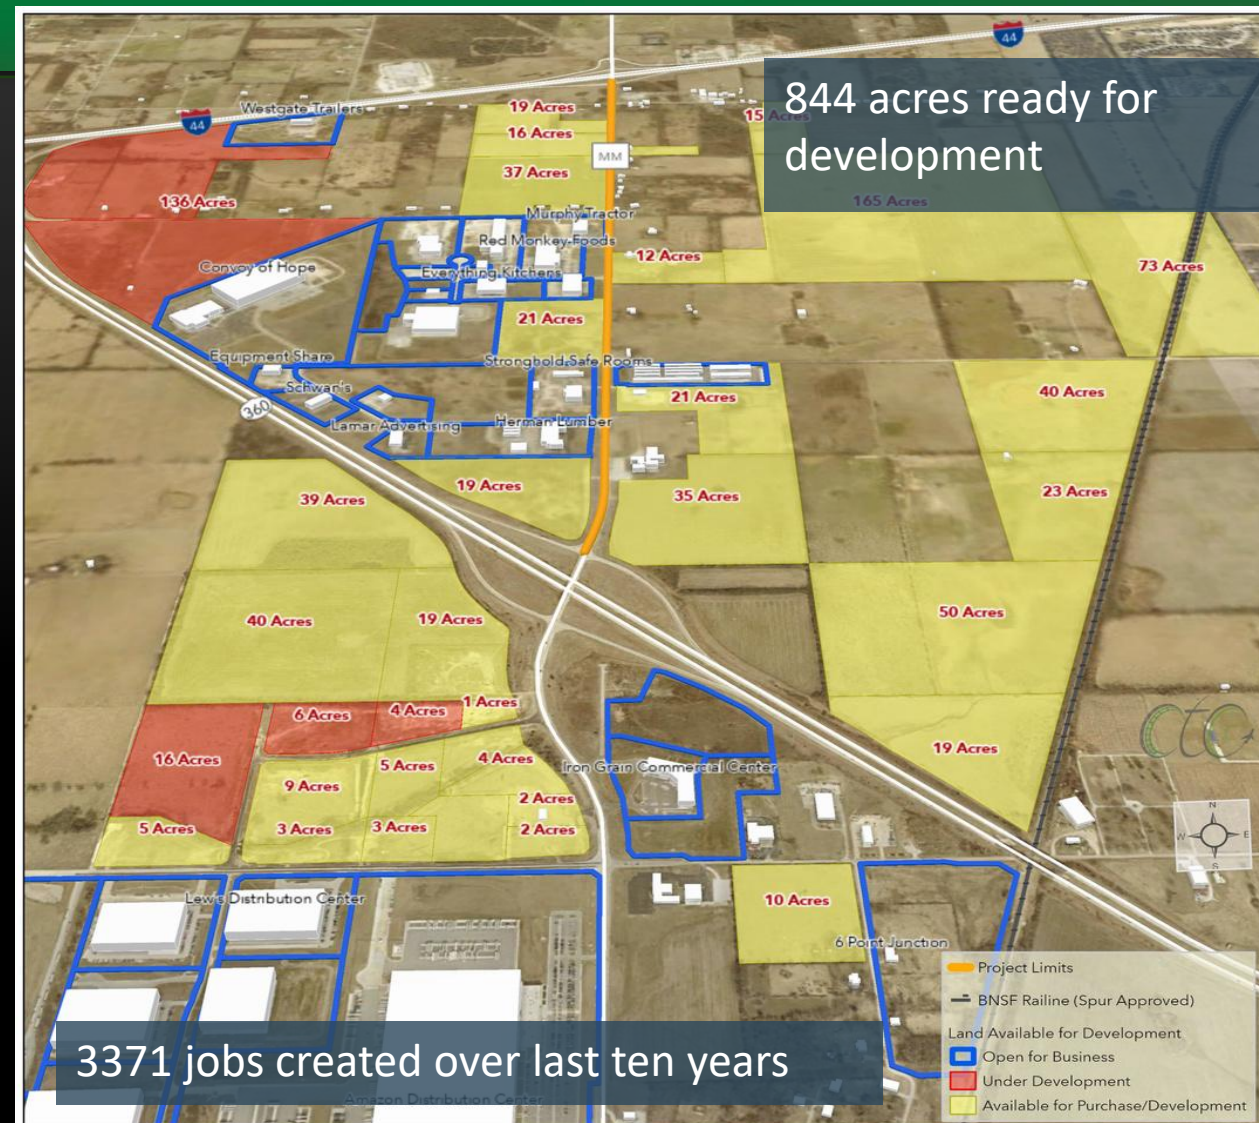 44
844 acres ready for
development
Westgate Trailers
44
19 Acres
15 Acres
16 Acres
MM
37 Acres
136 Acres
165 Acres
Murphy Tractor
Red Monkey Foods
12 Acres
73 Acres
Convoy of Hope
Everything Kitchens
21 Acres
Equipment Share
Stronghold Safe Rooms
Schwan's
21 Acres
40 Acres
360
Lamar Advertising
Herman Lumber
39 Acres
19 Acres
35 Acres
23 Acres
40 Acres
19 Acres
50 Acres
1 Acres
6 Acres
4 Acres
16 Acres
5 Acres
4 Acres
Iron Grain Commercial Center
19 Acres
9 Acres
2 Acres
5 Acres
3 Acres
3 Acres
2 Acres
N
W
E
S
Lew's Distribution Center
10 Acres
6 Point Junction
Project Limits
BNSF Railine (Spur Approved)
Land Available for Development
Open for Business
Under Development
Available for Purchase/Development
3371 jobs created over last ten years
Amazon Distribution Center